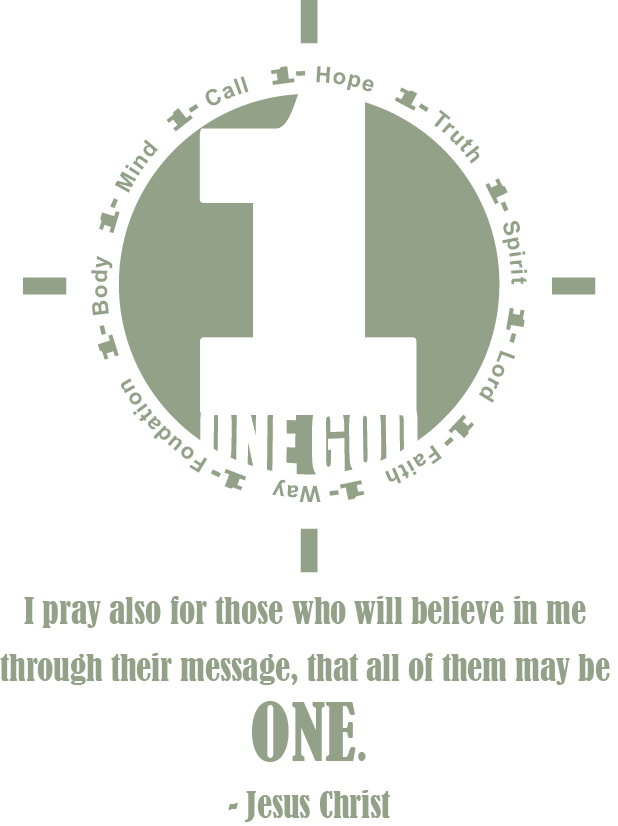 1- Hope
1- Truth
1- Spirit
1- Lord
1- Faith
1- Way
1- Foudation
1- Body
1- Mind
1- Call
1
ONE GOD
I pray also for those who will believe in me
through their message, that all of them may be
ONE.
- Jesus Christ